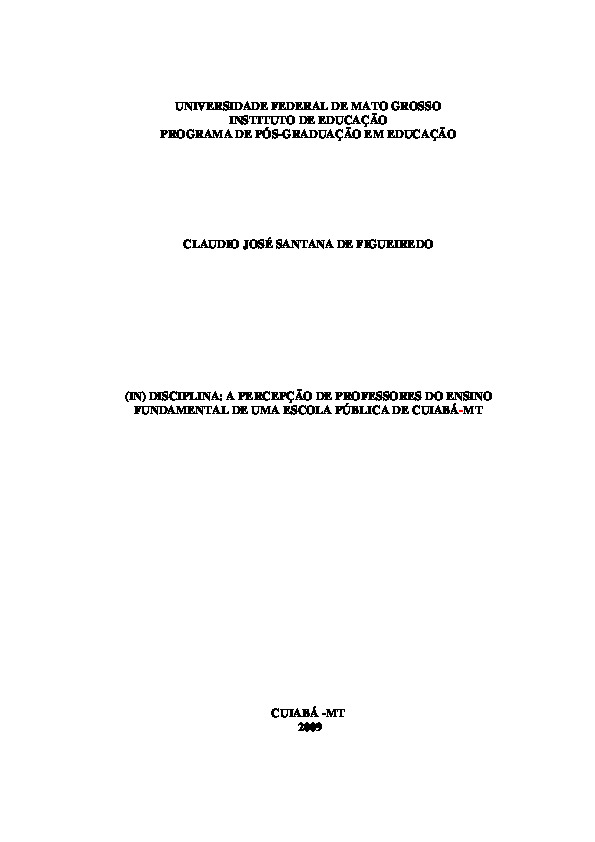 UNIVERSIDADE FEDERAL DE MATO GROSSO
INSTITUTO DE EDUCAÇÃO
PROGRAMA DE PÓS-GRADUAÇÃO EM EDUCAÇÃO
CLAUDIO JOSÉ SANTANA DE FIGUEIREDO
(IN) DISCIPLINA: A PERCEPÇÃO DE PROFESSORES DO ENSINO
FUNDAMENTAL DE UMA ESCOLA PÚBLICA DE CUIABÁ-MT
CUIABÁ -MT
2009